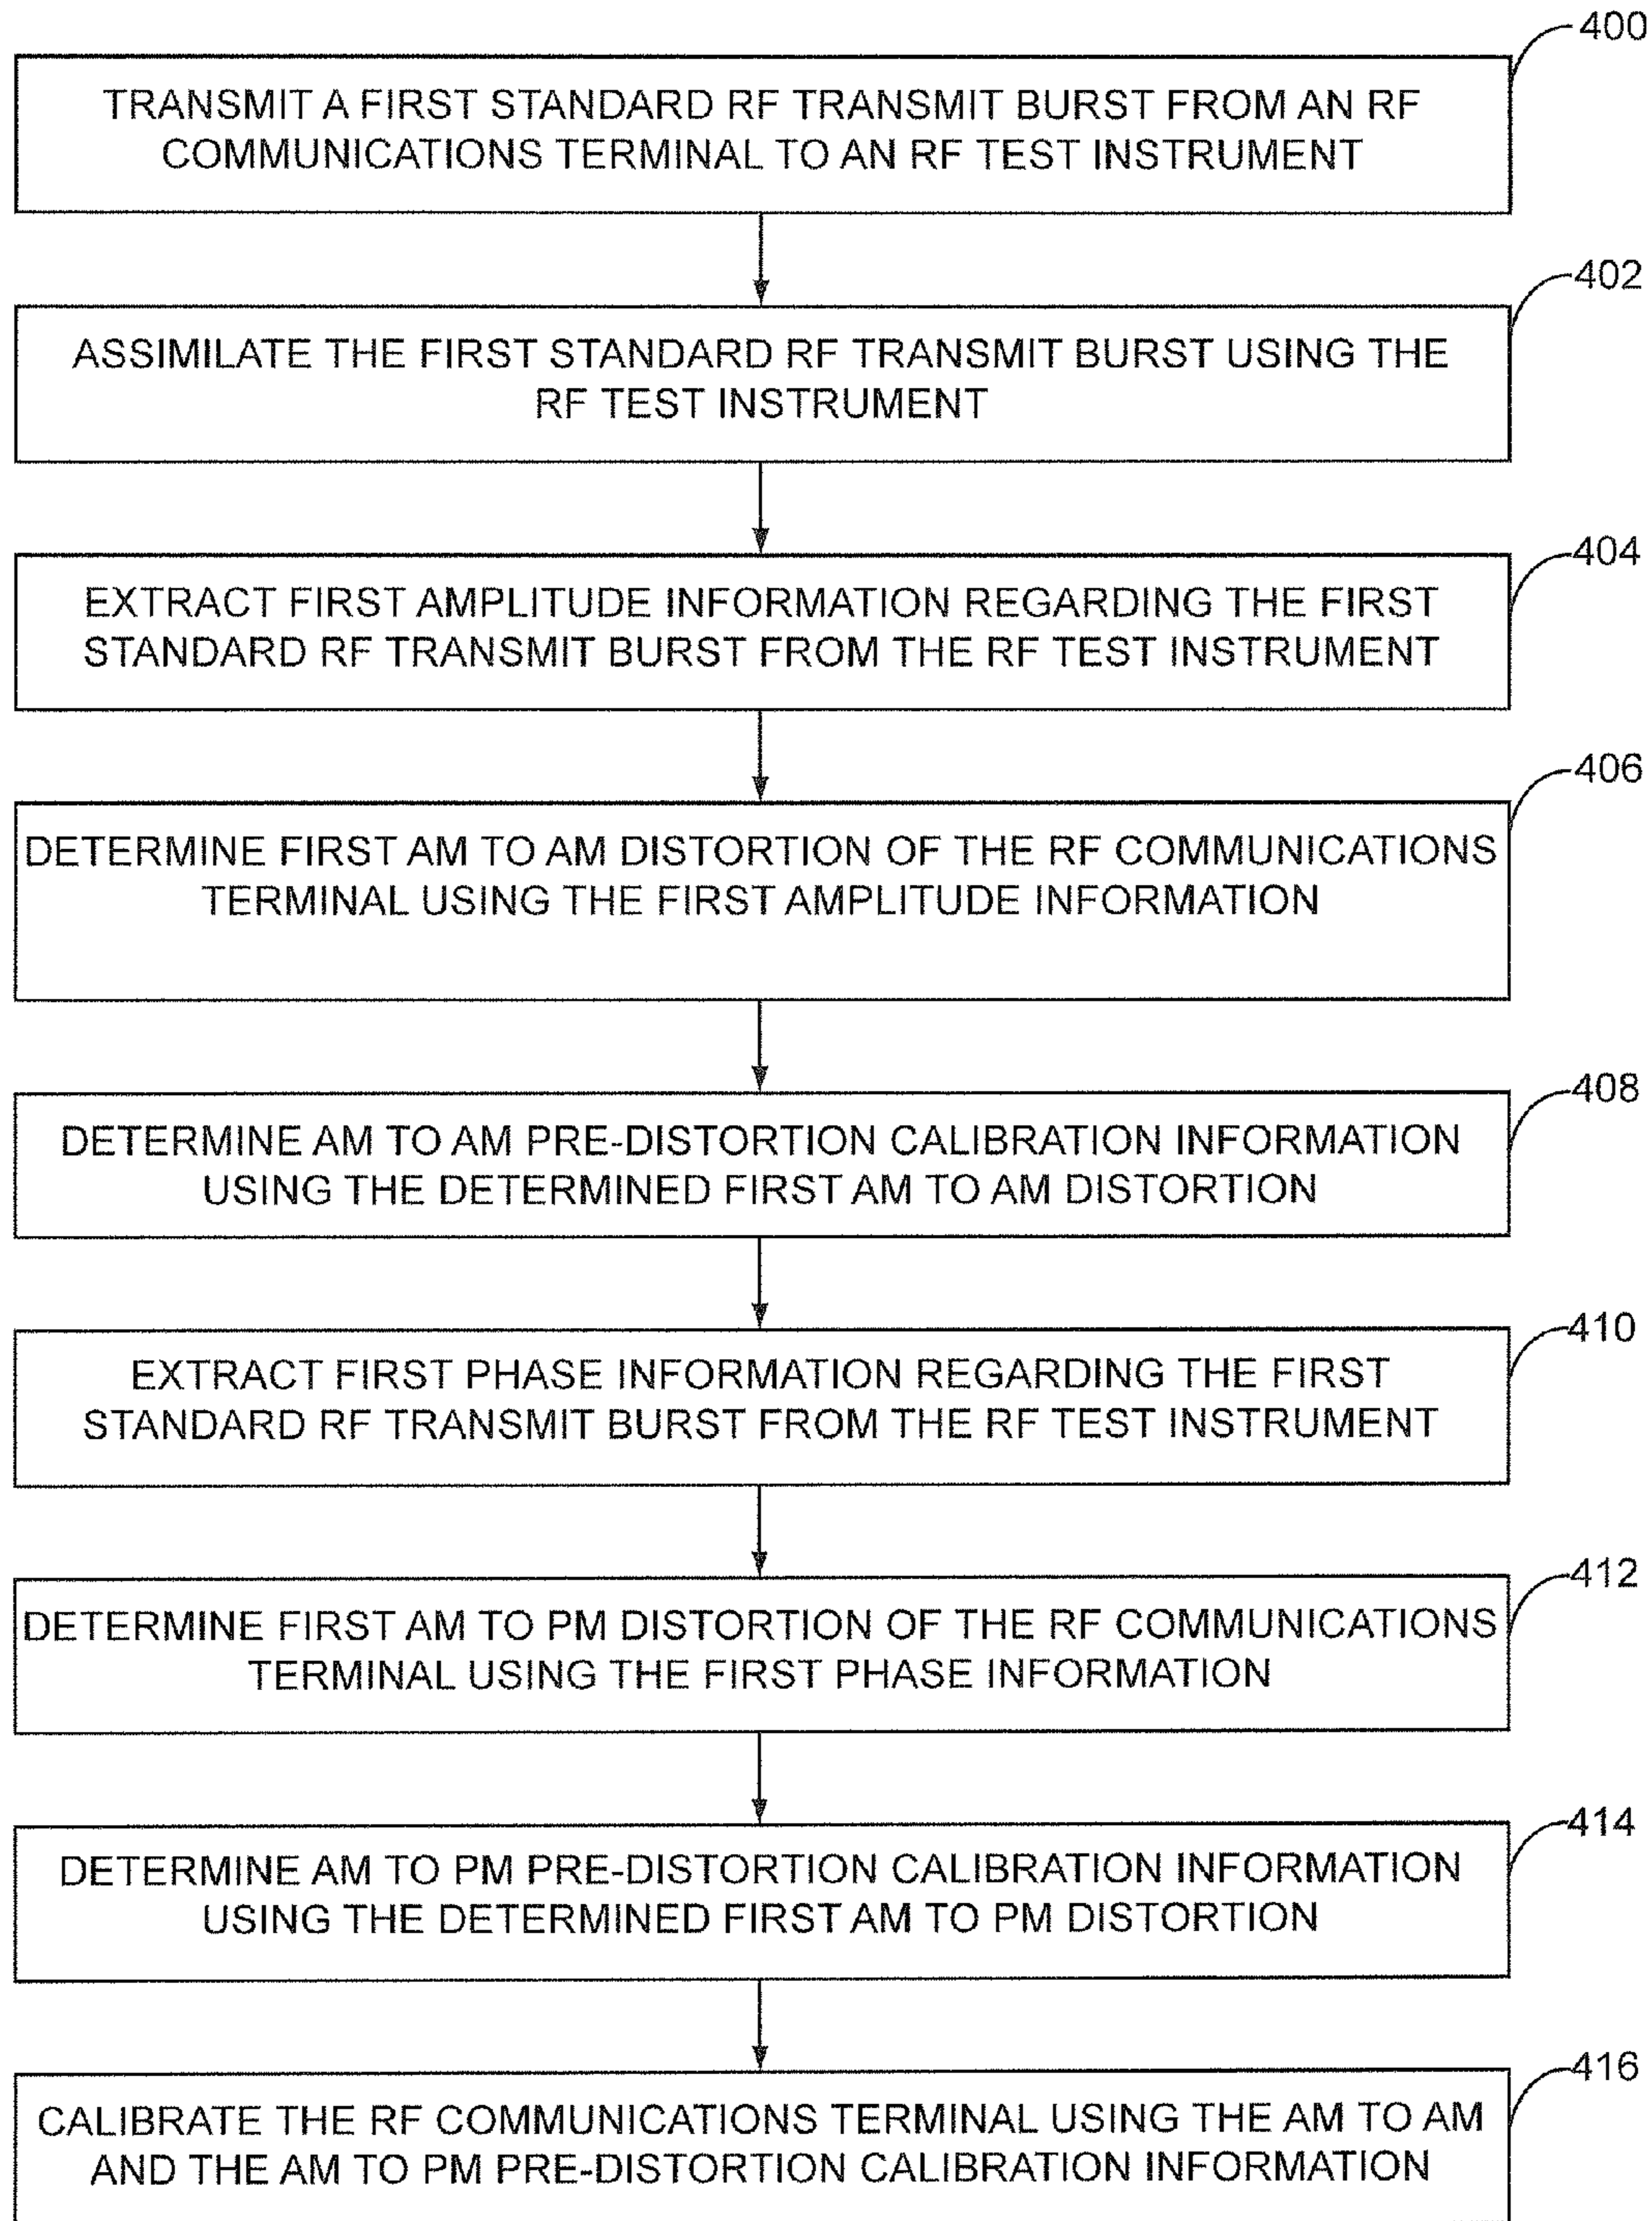 400
TRANSMIT A FIRST STANDARD RF TRANSMIT BURST FROM AN RF
COMMUNICATIONS TERMINAL TO AN RF TEST INSTRUMENT
402
ASSIMILATE THE FIRST STANDARD RF TRANSMIT BURST USING THE
RF TEST INSTRUMENT
404
EXTRACT FIRST AMPLITUDE INFORMATION REGARDING THE FIRST
STANDARD RF TRANSMIT BURST FROM THE RF TEST INSTRUMENT
406
DETERMINE FIRST AM TO AM DISTORTION OF THE RF COMMUNICATIONS
TERMINAL USING THE FIRST AMPLITUDE INFORMATION
408
DETERMINE AM TO AM PRE-DISTORTION CALIBRATION INFORMATION
USING THE DETERMINED FIRST AM TO AM DISTORTION
410
EXTRACT FIRST PHASE INFORMATION REGARDING THE FIRST
STANDARD RF TRANSMIT BURST FROM THE RF TEST INSTRUMENT
412
DETERMINE FIRST AM TO PM DISTORTION OF THE RF COMMUNICATIONS
TERMINAL USING THE FIRST PHASE INFORMATION
414
DETERMINE AM TO PM PRE-DISTORTION CALIBRATION INFORMATION
USING THE DETERMINED FIRST AM TO PM DISTORTION
416
CALIBRATE THE RF COMMUNICATIONS TERMINAL USING THE AM TO AM
AND THE AM TO PM PRE-DISTORTION CALIBRATION INFORMATION